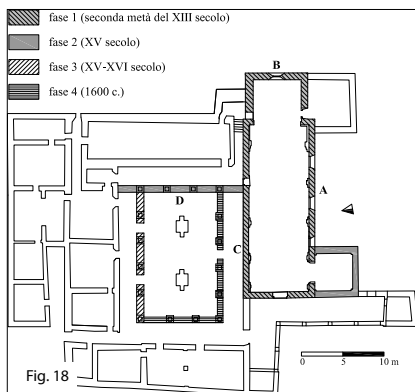 fase 1 (seconda metà del XIII secolo)
fase 2 (XV secolo)
fase 3 (XV-XVI secolo)
fase 4 (1600 c.)
B
A
D
C
0 5 10 m
Fig. 18